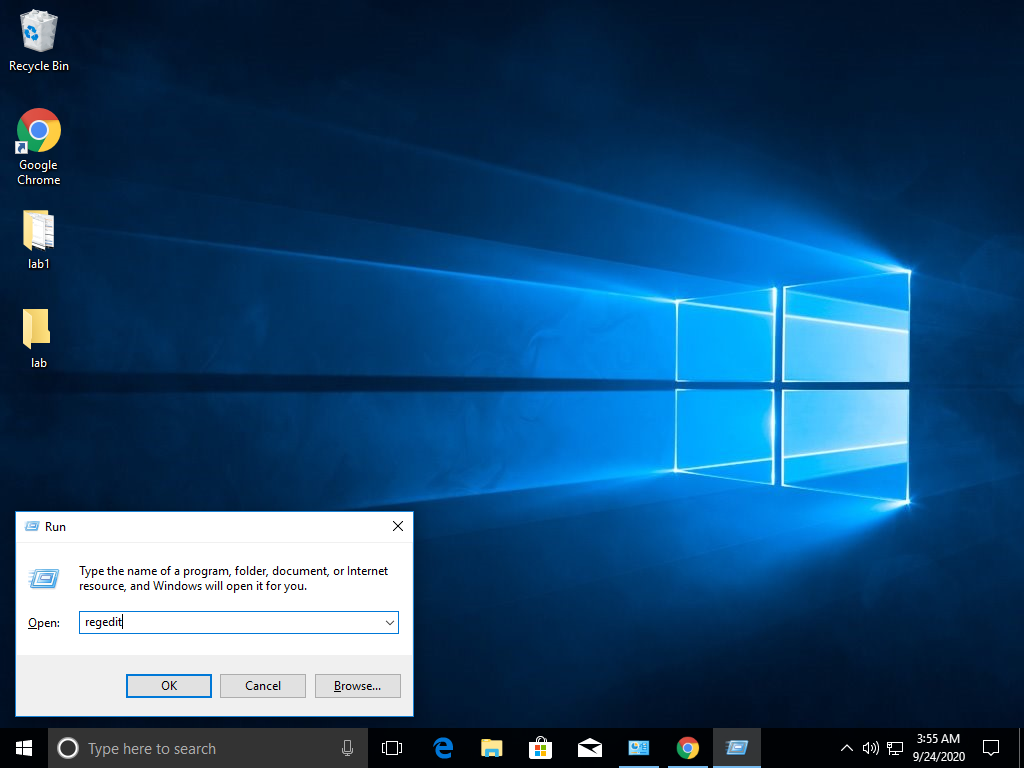 Recycle Bin
Google
Chrome
lab1
lab
Run
Type the name of a program, folder, document, or Internet
resource, and Windows will open it for you.
Open:
regedit
OK
Cancel
Browse...
Type here to search
3:55 AM
9/24/2020